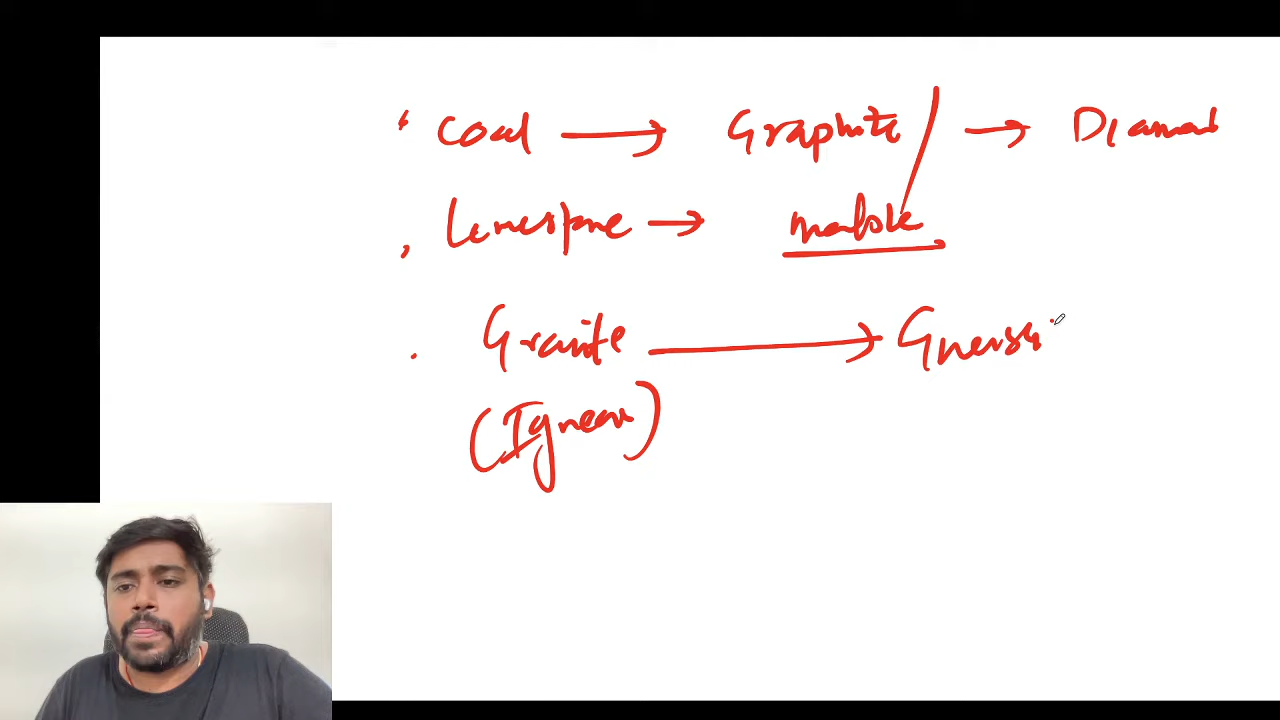 Coal → Graphite / → Diamond
Limestone → marble
Granite → Gneiss
(Igneous)